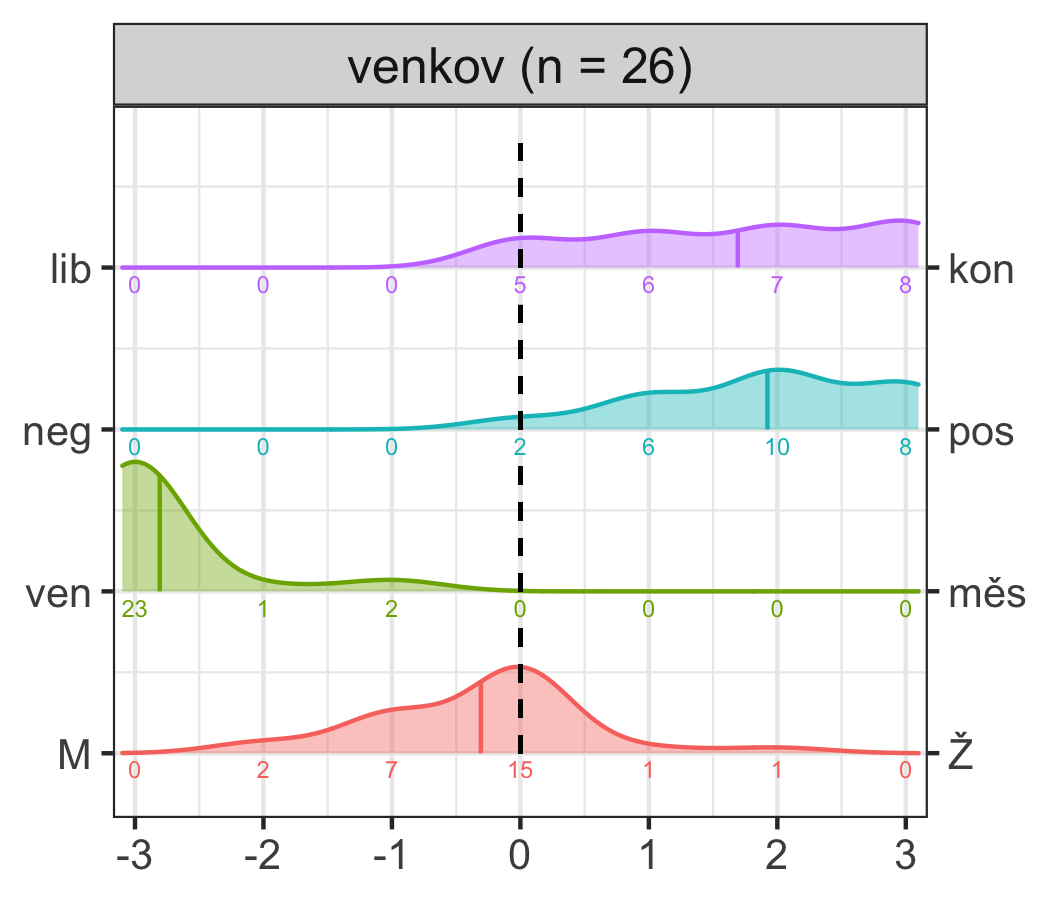 venkov (n = 26)
lib kon
0 0 0 5 6 7 8
neg pos
0 0 0 2 6 10 8
ven měs
23 1 2 0 0 0 0
M Ž
0 2 7 15 1 1 0
-3 -2 -1 0 1 2 3